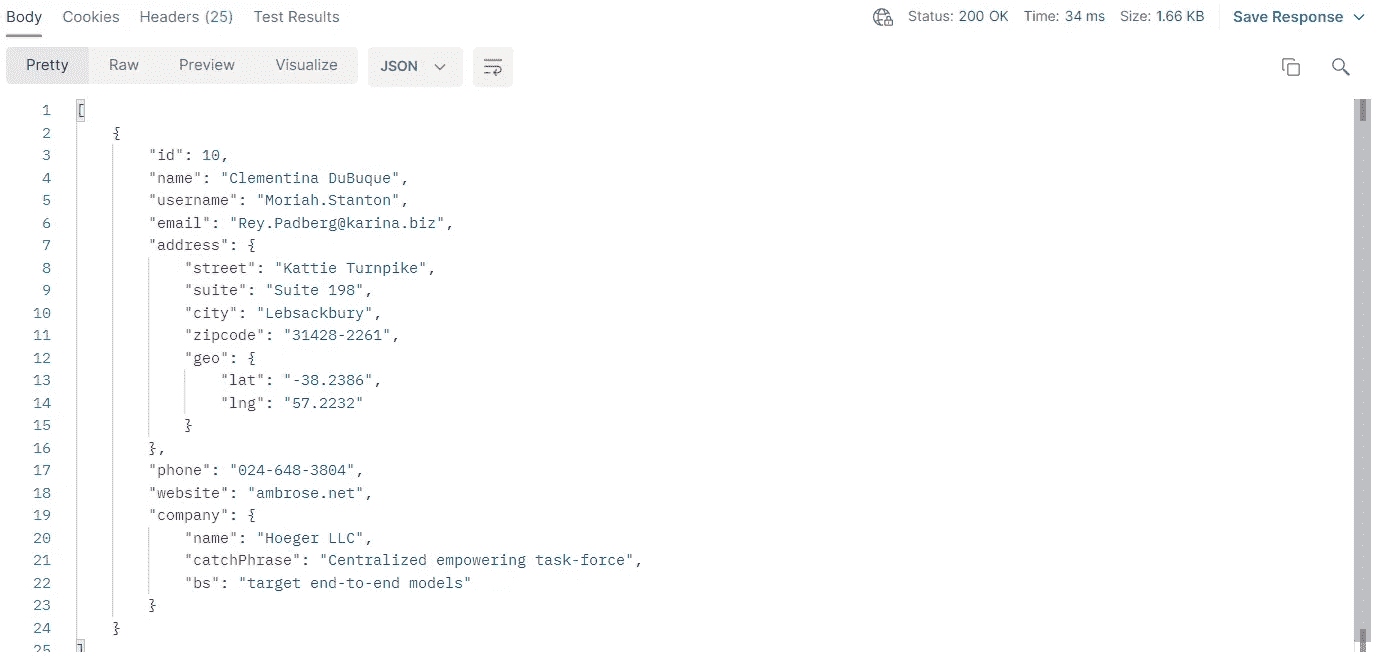 Body Cookies Headers (25) Test Results Status: 200 OK Time: 34 ms Size: 1.66 KB Save Response
Pretty Raw Preview Visualize JSON
1 [
2 {
3 "id": 10,
4 "name": "Clementina DuBuque",
5 "username": "Moriah.Stanton",
6 "email": "Rey.Padberg@karina.biz",
7 "address": {
8 "street": "Kattie Turnpike",
9 "suite": "Suite 198",
10 "city": "Lebsackbury",
11 "zipcode": "31428-2261",
12 "geo": {
13 "lat": "-38.2386",
14 "lng": "57.2232"
15 }
16 },
17 "phone": "024-648-3804",
18 "website": "ambrose.net",
19 "company": {
20 "name": "Hoeger LLC",
21 "catchPhrase": "Centralized empowering task-force",
22 "bs": "target end-to-end models"
23 }
24 }
25 ]